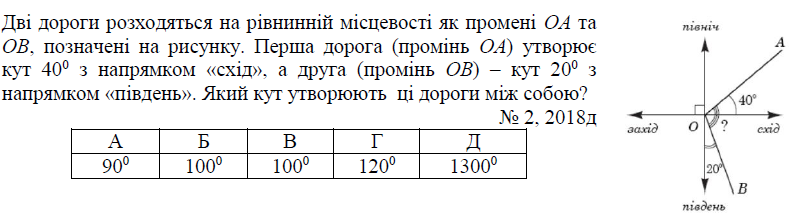 Дві дороги розходяться на рівнинній місцевості як промені OA та
OB, позначені на рисунку. Перша дорога (промінь OA) утворює
кут 40⁰ з напрямком «схід», а друга (промінь OB) – кут 20⁰ з
напрямком «південь». Який кут утворюють ці дороги між собою?
№ 2, 2018д
А Б В Г Д
90⁰ 100⁰ 100⁰ 120⁰ 1300⁰
північ
A
40°
захід O ? схід
20°
B
південь